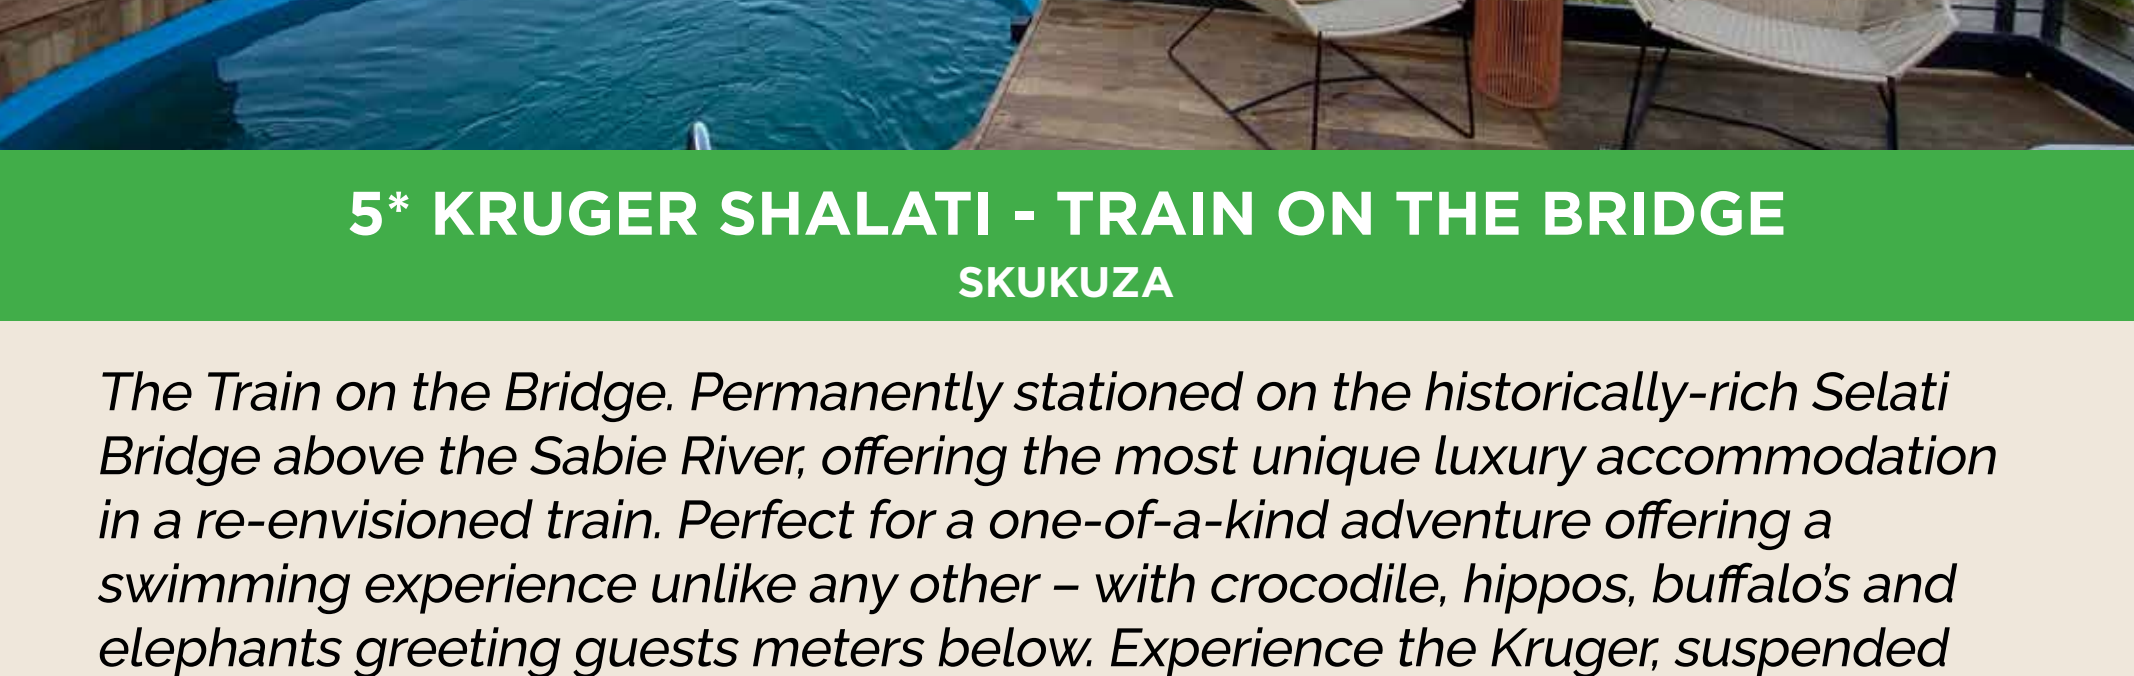 5* KRUGER SHALATI - TRAIN ON THE BRIDGE
SKUKUZA
The Train on the Bridge. Permanently stationed on the historically-rich Selati
Bridge above the Sabie River, offering the most unique luxury accommodation
in a re-envisioned train. Perfect for a one-of-a-kind adventure offering a
swimming experience unlike any other – with crocodile, hippos, buffalo’s and
elephants greeting guests meters below. Experience the Kruger, suspended